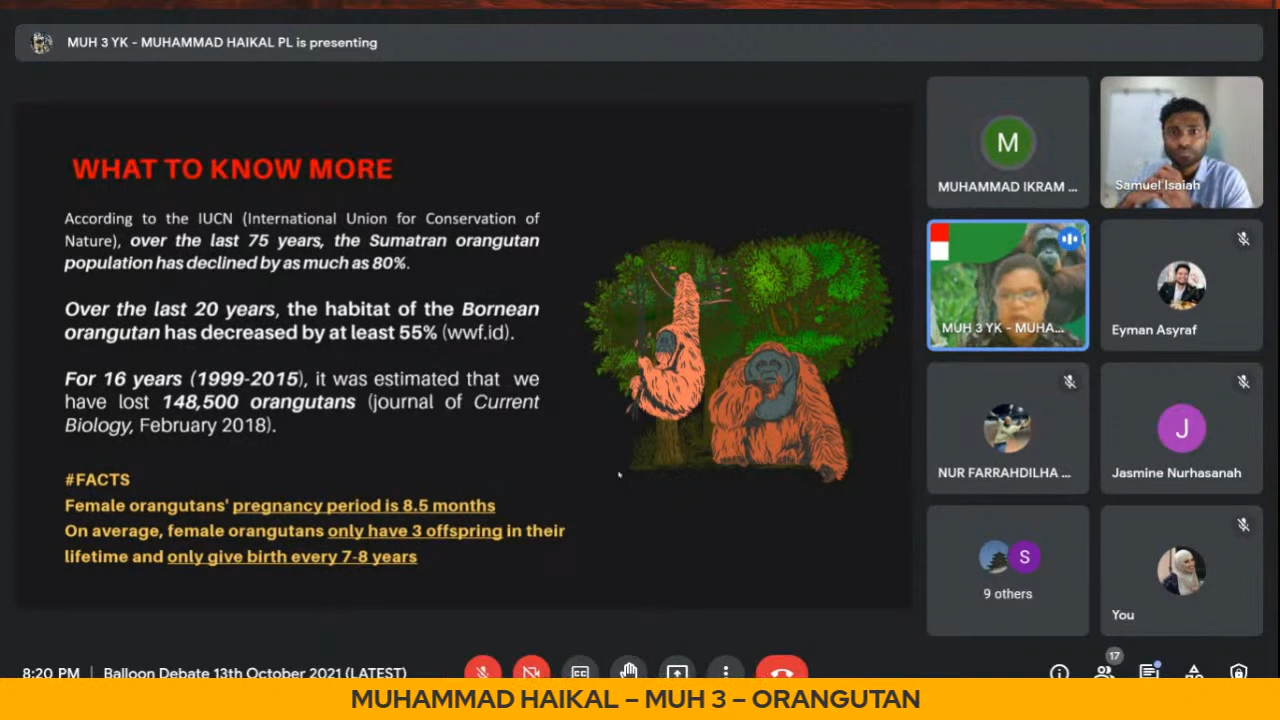 MUH 3 YK - MUHAMMAD HAIKAL PL is presenting
WHAT TO KNOW MORE
According to the IUCN (International Union for Conservation of
Nature), over the last 75 years, the Sumatran orangutan
population has declined by as much as 80%.
Over the last 20 years, the habitat of the Bornean
orangutan has decreased by at least 55% (wwf.id).
For 16 years (1999-2015), it was estimated that we
have lost 148,500 orangutans (journal of Current
Biology, February 2018).
#FACTS
Female orangutans' pregnancy period is 8.5 months
On average, female orangutans only have 3 offspring in their
lifetime and only give birth every 7-8 years
M
MUHAMMAD IKRAM ...
Samuel Isaiah
MUH 3 YK - MUHA...
Eyman Asyraf
NUR FARRAHDILHA ...
J
Jasmine Nurhasanah
S
9 others
You
8:20 PM | Balloon Debate 13th October 2021 (LATEST)
17
MUHAMMAD HAIKAL – MUH 3 – ORANGUTAN